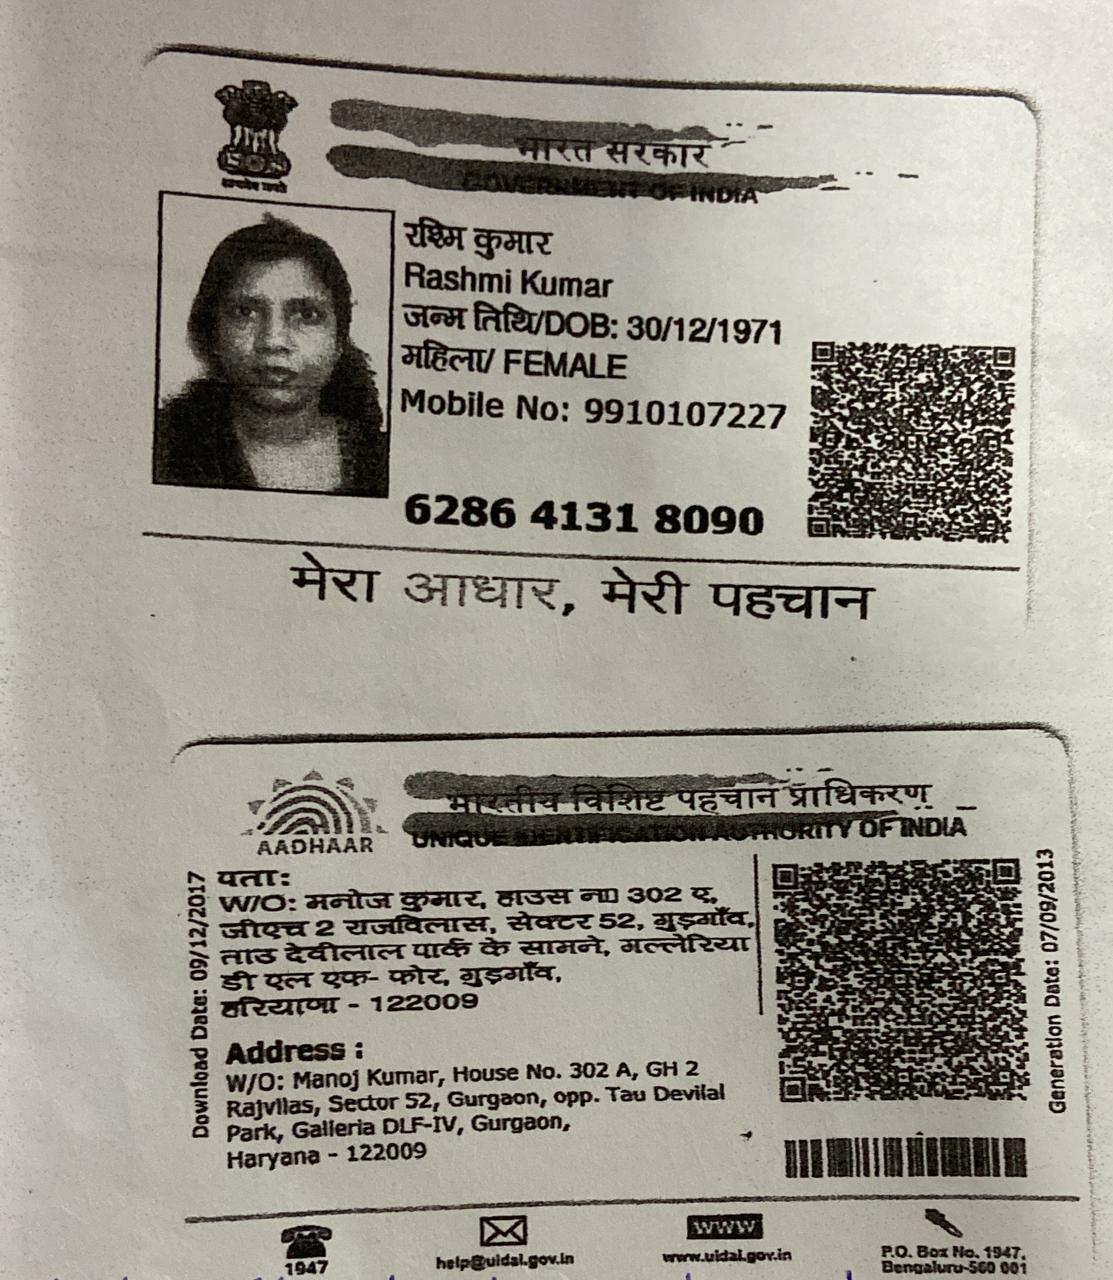 भारत सरकार
GOVERNMENT OF INDIA
रश्मि कुमार
Rashmi Kumar
जन्म तिथि/DOB: 30/12/1971
महिला/ FEMALE
Mobile No: 9910107227
6286 4131 8090
मेरा आधार, मेरी पहचान
भारतीय विशिष्ट पहचान प्राधिकरण
UNIQUE IDENTIFICATION AUTHORITY OF INDIA
AADHAAR
Download Date: 09/12/2017
पता:
W/O: मनोज कुमार, हाउस न 302 ए,
जीएच 2 राजविलास, सेक्टर 52, गुड़गाँव,
ताउ देवीलाल पार्क के सामने, गल्लेरिया
डी एल एफ- फोर, गुड़गाँव,
हरियाणा - 122009
Address :
W/O: Manoj Kumar, House No. 302 A, GH 2
Rajvilas, Sector 52, Gurgaon, opp. Tau Devilal
Park, Galleria DLF-IV, Gurgaon,
Haryana - 122009
Generation Date: 07/09/2013
1947
help@uidai.gov.in
www
www.uidai.gov.in
P.O. Box No. 1947,
Bengaluru-560 001